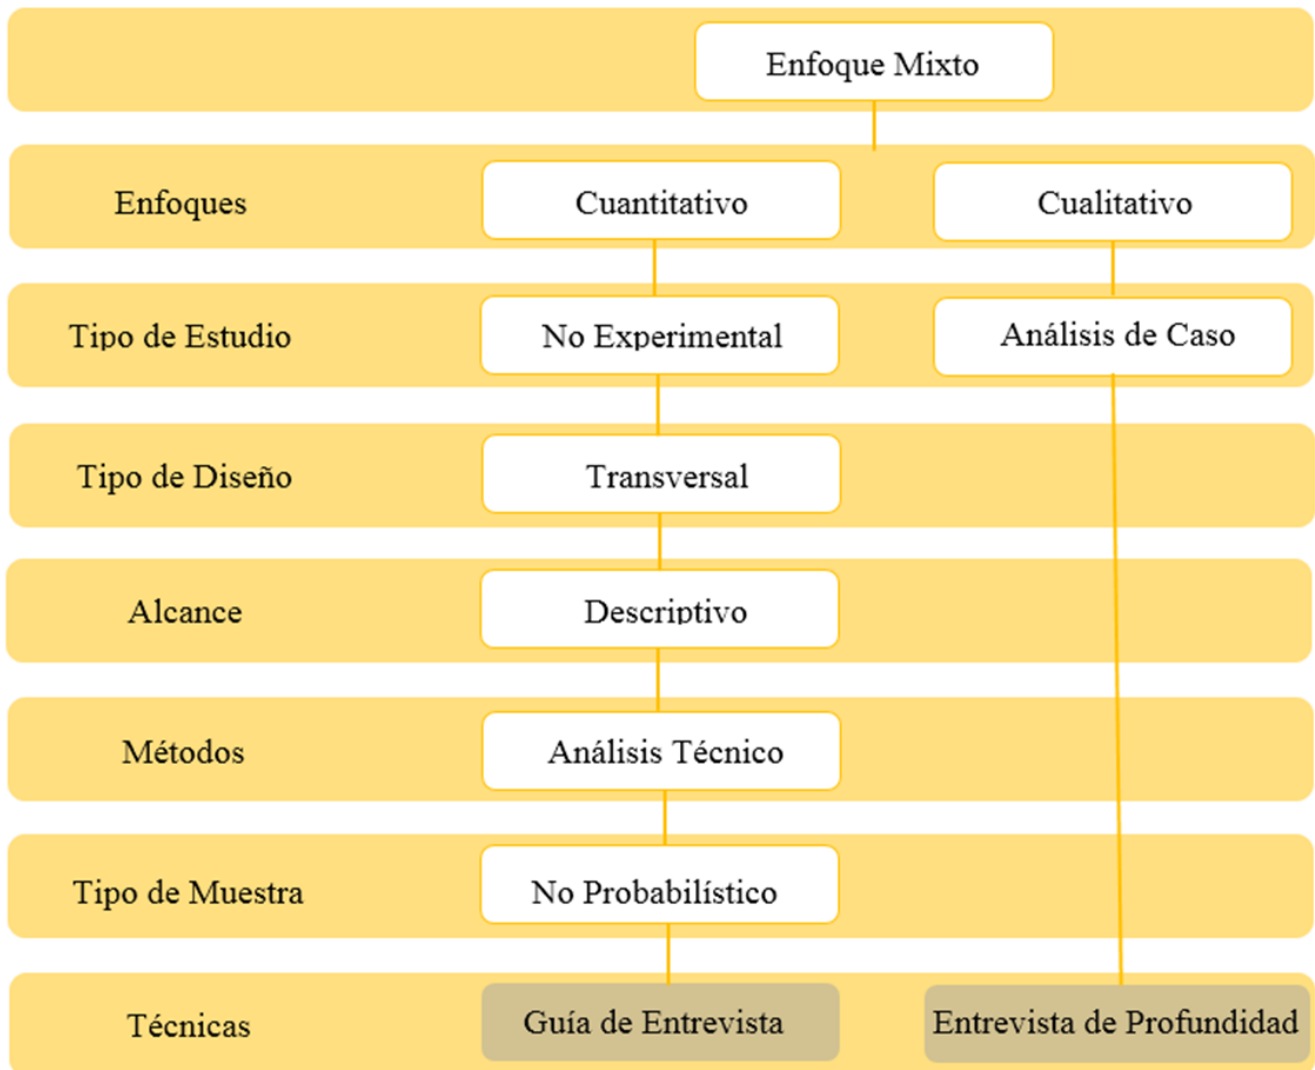 Enfoque Mixto
Enfoques Cuantitativo Cualitativo
Tipo de Estudio No Experimental Análisis de Caso
Tipo de Diseño Transversal
Alcance Descriptivo
Métodos Análisis Técnico
Tipo de Muestra No Probabilístico
Técnicas Guía de Entrevista Entrevista de Profundidad